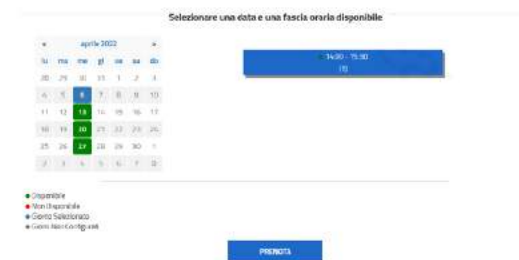 Selezionare una data e una fascia oraria disponibile
« aprile 2022 »
lu ma me gi ve sa do
28 29 30 31 1 2 3
4 5 6 7 8 9 10
11 12 13 14 15 16 17
18 19 20 21 22 23 24
25 26 27 28 29 30 1
2 3 4 5 6 7 8
14:30 - 15:30
(1)
Disponibile
Non Disponibile
Giorno Selezionato
Giorni Non Configurati
PRENOTA